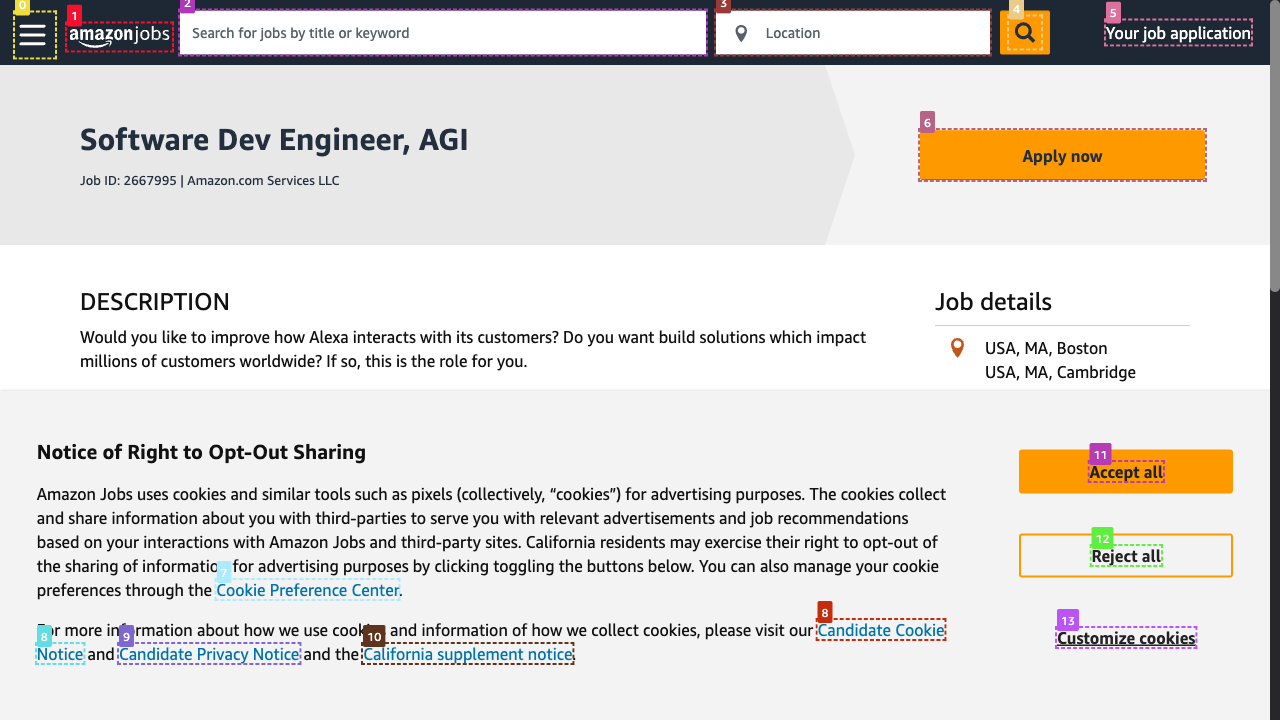 0
1
2
3
4
5
amazon jobs
Search for jobs by title or keyword
Location
Your job application
Software Dev Engineer, AGI
Job ID: 2667995 | Amazon.com Services LLC
6
Apply now
DESCRIPTION
Would you like to improve how Alexa interacts with its customers? Do you want build solutions which impact
millions of customers worldwide? If so, this is the role for you.
Job details
USA, MA, Boston
USA, MA, Cambridge
Notice of Right to Opt-Out Sharing
Amazon Jobs uses cookies and similar tools such as pixels (collectively, “cookies”) for advertising purposes. The cookies collect
and share information about you with third-parties to serve you with relevant advertisements and job recommendations
based on your interactions with Amazon Jobs and third-party sites. California residents may exercise their right to opt-out of
the sharing of information for advertising purposes by clicking toggling the buttons below. You can also manage your cookie
7
preferences through the Cookie Preference Center.
8
For more information about how we use cookies and information of how we collect cookies, please visit our Candidate Cookie
8
9
10
Notice and Candidate Privacy Notice and the California supplement notice.
11
Accept all
12
Reject all
13
Customize cookies